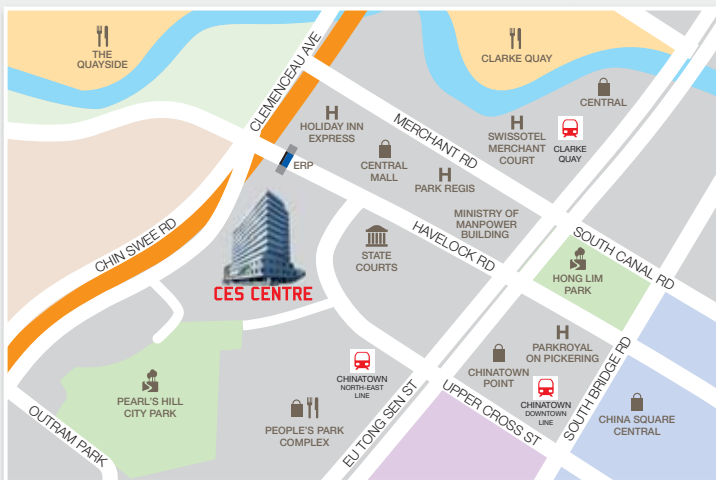 THE
QUAYSIDE
CLARKE QUAY
CLEMENCEAU AVE
CENTRAL
H
HOLIDAY INN
EXPRESS
MERCHANT RD
H
SWISSOTEL
MERCHANT
COURT
CLARKE
QUAY
ERP
CENTRAL
MALL
H
PARK REGIS
MINISTRY OF
MANPOWER
BUILDING
CHIN SWEE RD
STATE
COURTS
HAVELOCK RD
SOUTH CANAL RD
HONG LIM
PARK
CES CENTRE
H
PARKROYAL
ON PICKERING
CHINATOWN
POINT
CHINATOWN
NORTH-EAST
LINE
CHINATOWN
DOWNTOWN
LINE
SOUTH BRIDGE RD
PEARL'S HILL
CITY PARK
OUTRAM PARK
PEOPLE'S PARK
COMPLEX
EU TONG SEN ST
UPPER CROSS ST
CHINA SQUARE
CENTRAL